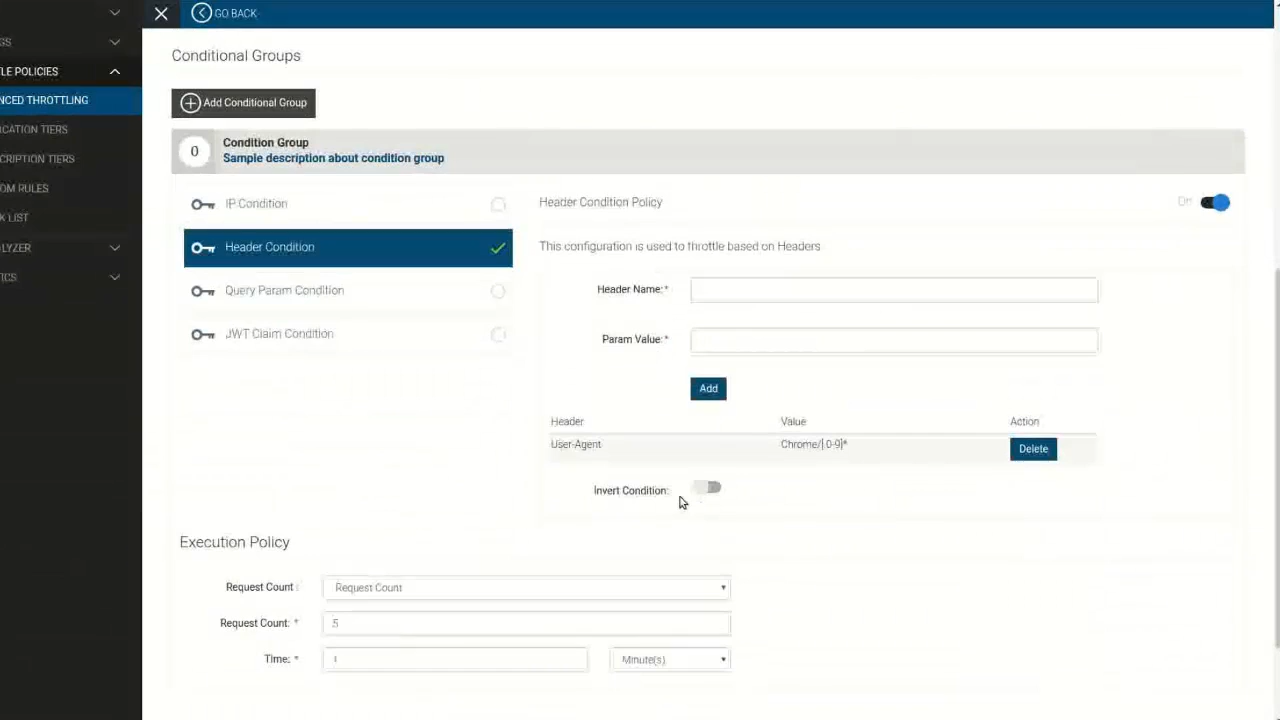 GO BACK
GS
LE POLICIES
NCED THROTTLING
CATION TIERS
CRIPTION TIERS
OM RULES
K LIST
LYZER
ICS
Conditional Groups
Add Conditional Group
0
Condition Group
Sample description about condition group
IP Condition
Header Condition
Query Param Condition
JWT Claim Condition
Header Condition Policy
On
This configuration is used to throttle based on Headers
Header Name: *
Param Value: *
Add
Header Value Action
User-Agent Chrome/[.0-9]* Delete
Invert Condition:
Execution Policy
Request Count : Request Count
Request Count: * 5
Time: * Minute(s)